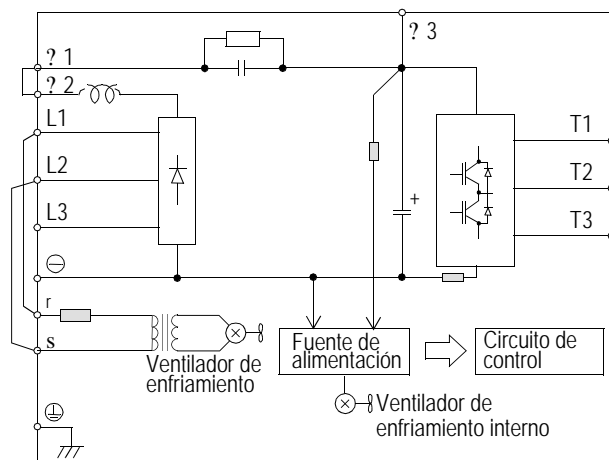 ? 3
? 1
? 2
L1
L2
L3
⊖
r
s
T1
T2
T3
+
Ventilador de
enfriamiento
Fuente de
alimentación
Circuito de
control
Ventilador de
enfriamiento interno